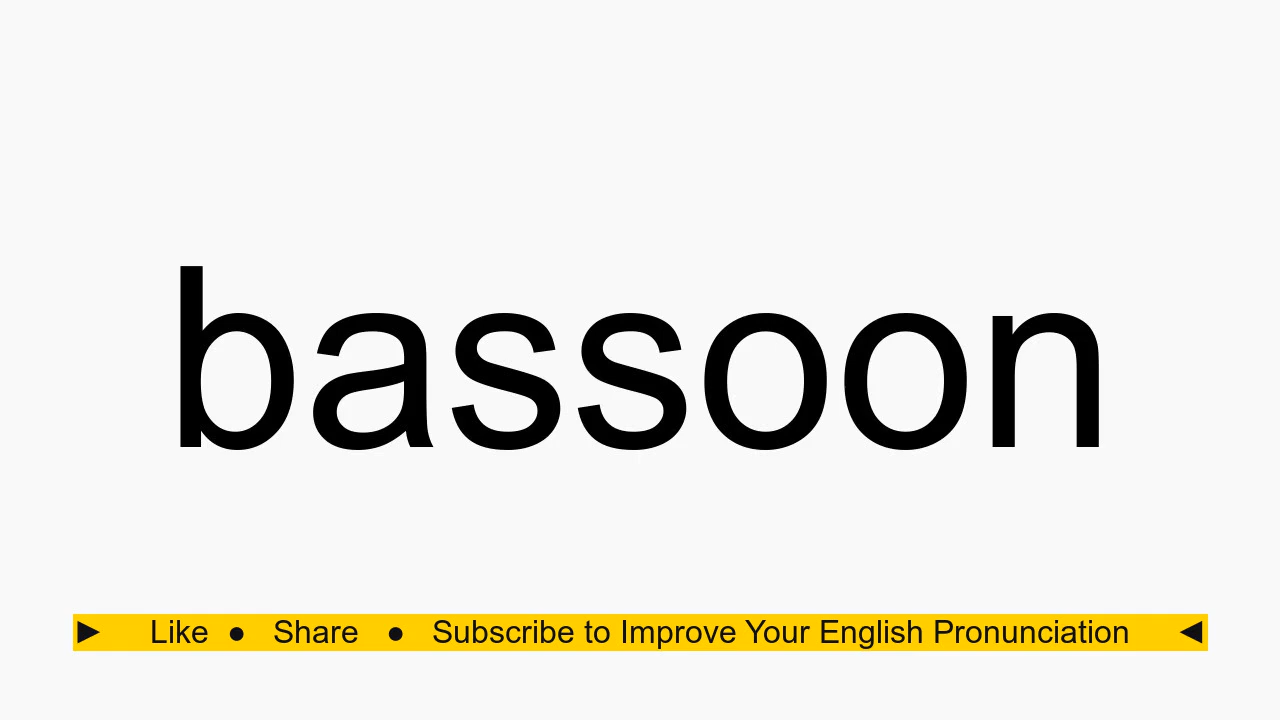 bassoon
► Like ● Share ● Subscribe to Improve Your English Pronunciation ◄